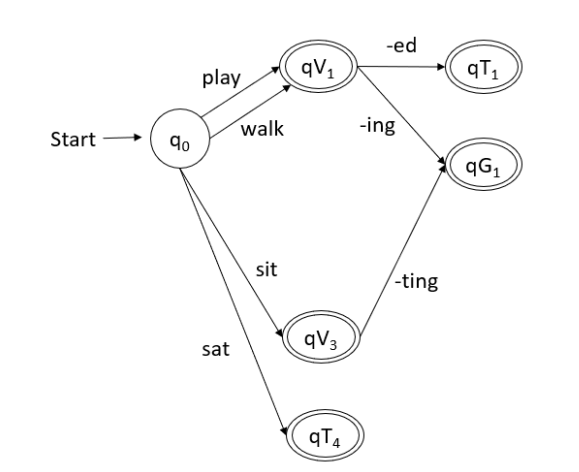 -ed
qV₁
qT₁
play
-ing
walk
Start
q₀
qG₁
sit
-ting
qV₃
sat
qT₄